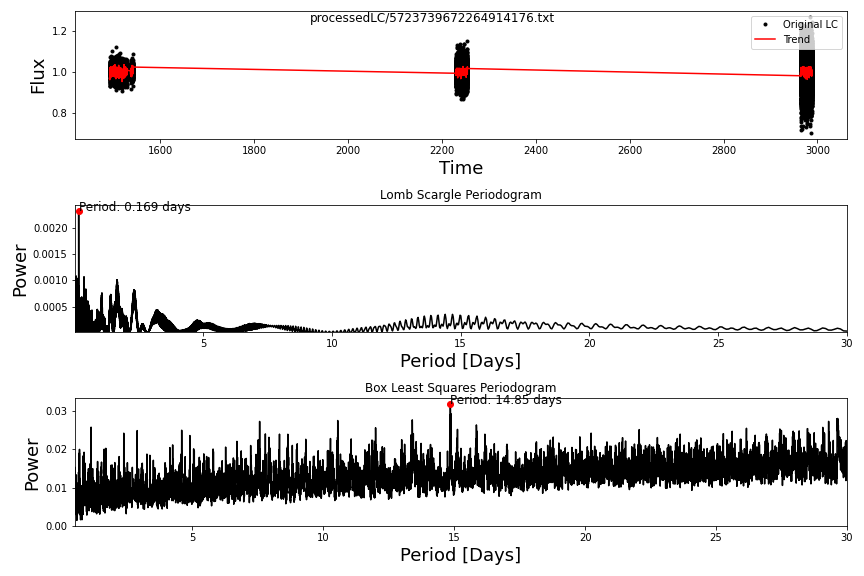 processedLC/5723739672264914176.txt
Original LC
Trend
Flux
1.2
1.0
0.8
1600 1800 2000 2200 2400 2600 2800 3000
Time
Lomb Scargle Periodogram
Period: 0.169 days
Power
0.0020
0.0015
0.0010
0.0005
5 10 15 20 25 30
Period [Days]
Box Least Squares Periodogram
Period: 14.85 days
Power
0.03
0.02
0.01
0.00
5 10 15 20 25 30
Period [Days]